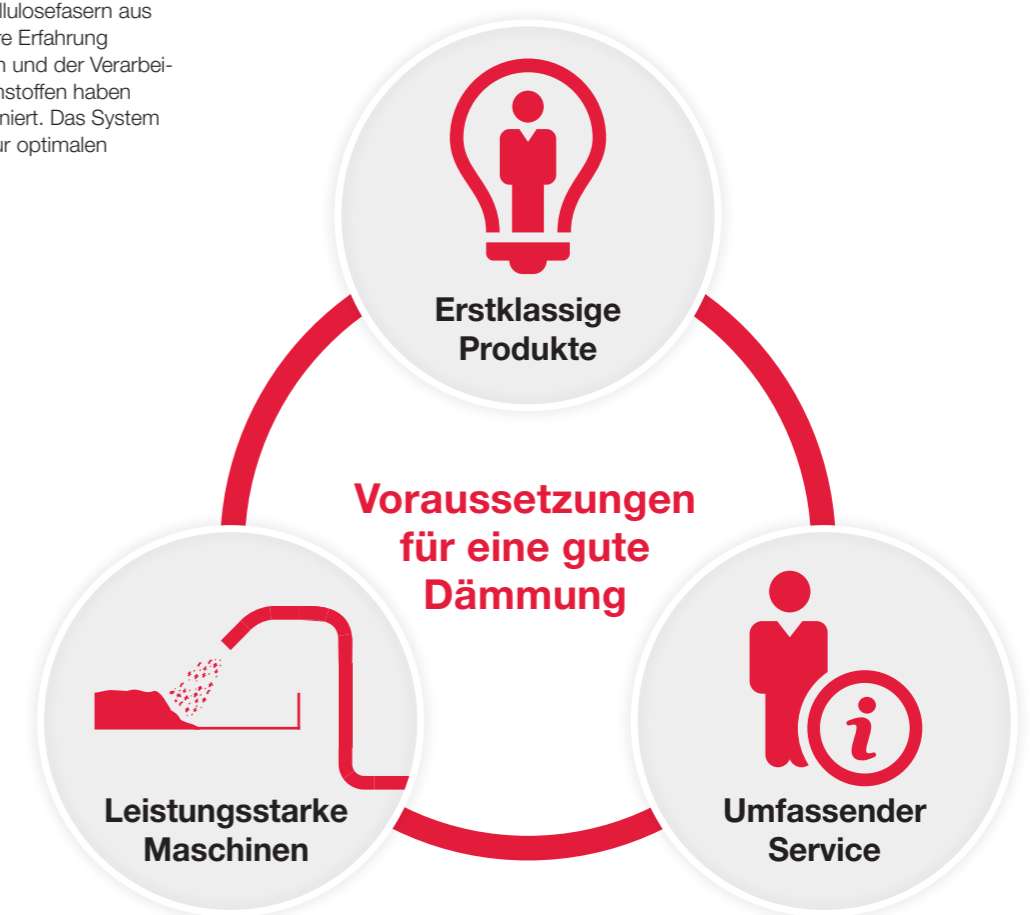 llulosefasern aus
re Erfahrung
n und der Verarbei-
nstoffen haben
niert. Das System
ur optimalen
Erstklassige
Produkte
Voraussetzungen
für eine gute
Dämmung
Leistungsstarke
Maschinen
i
Umfassender
Service